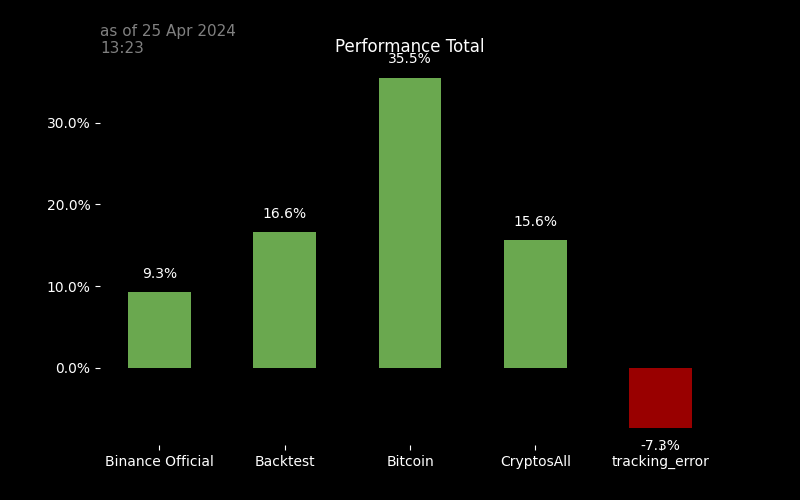 as of 25 Apr 2024
13:23
Performance Total
35.5%
30.0%
20.0%
16.6%
15.6%
10.0%
9.3%
0.0%
-7.3%
Binance Official
Backtest
Bitcoin
CryptosAll
tracking_error